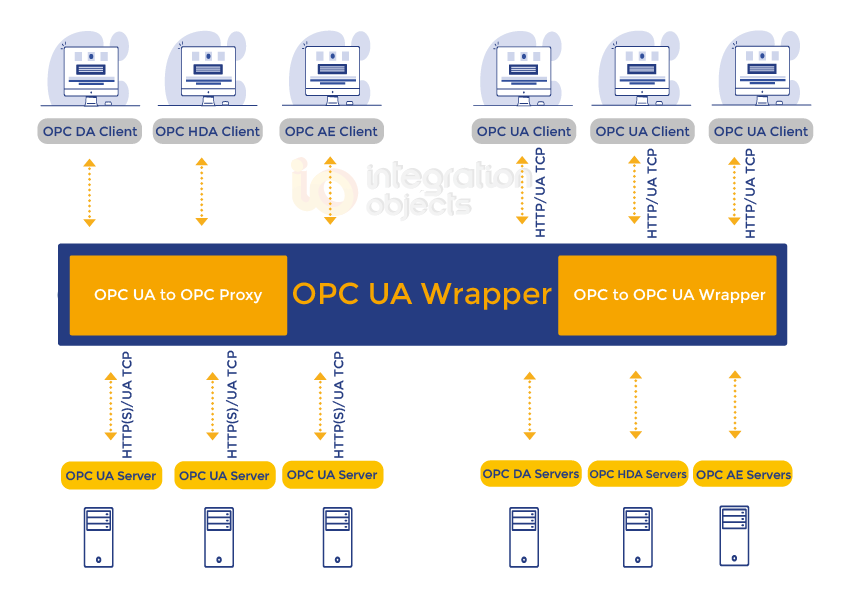 OPC DA Client
OPC HDA Client
OPC AE Client
OPC UA Client
OPC UA Client
OPC UA Client
integration
objects
HTTP/UA TCP
HTTP/UA TCP
HTTP/UA TCP
OPC UA to OPC Proxy
OPC UA Wrapper
OPC to OPC UA Wrapper
HTTP(S)/UA TCP
HTTP(S)/UA TCP
HTTP(S)/UA TCP
OPC UA Server
OPC UA Server
OPC UA Server
OPC DA Servers
OPC HDA Servers
OPC AE Servers